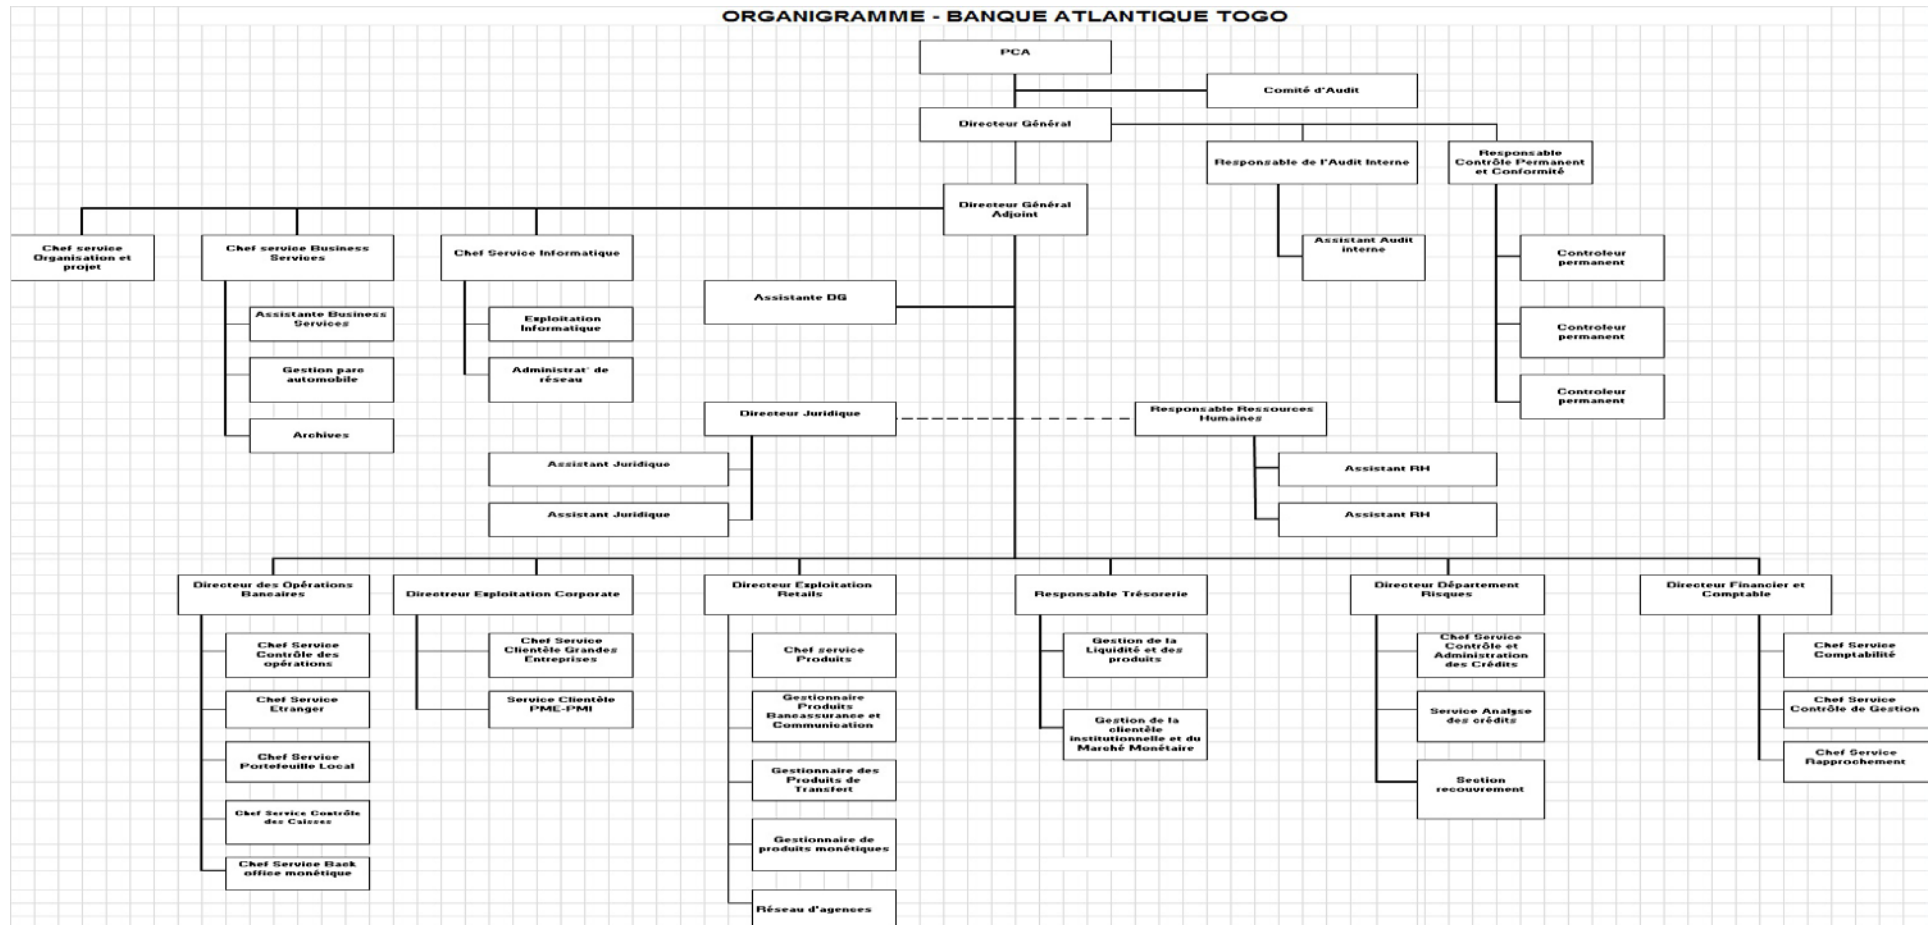 ORGANIGRAMME - BANQUE ATLANTIQUE TOGO
PCA
Comité d'Audit
Directeur Général
Responsable de l'Audit Interne
Responsable
Contrôle Permanent
et Conformité
Directeur Général
Adjoint
Chef service
Organisation et
projet
Chef service Business
Services
Chef Service Informatique
Assistant Audit
interne
Controleur
permanent
Assistante DG
Assistante Business
Services
Exploitation
Informatique
Controleur
permanent
Gestion parc
automobile
Administrat' de
réseau
Controleur
permanent
Directeur Juridique
Responsable Ressources
Humaines
Archives
Assistant Juridique
Assistant RH
Assistant Juridique
Assistant RH
Directeur des Opérations
Bancaires
Directreur Exploitation Corporate
Directeur Exploitation
Retails
Responsable Trésorerie
Directeur Département
Risques
Directeur Financier et
Comptable
Chef Service
Contrôle des
opérations
Chef Service
Clientèle Grandes
Entreprises
Chef service
Produits
Gestion de la
Liquidité et des
produits
Chef Service
Contrôle et
Administration
des Crédits
Chef Service
Comptabilité
Chef Service
Etranger
Service Clientèle
PME-PMI
Gestionnaire
Produits
Bancassurance et
Communication
Gestion de la
clientèle
institutionnelle et du
Marché Monétaire
Service Analyse
des crédits
Chef Service
Contrôle de Gestion
Chef Service
Portefeuille Local
Gestionnaire des
Produits de
Transfert
Section
recouvrement
Chef Service
Rapprochement
Chef Service Contrôle
des Caisses
Gestionnaire de
produits monétiques
Chef Service Back
office monétique
Réseau d'agences